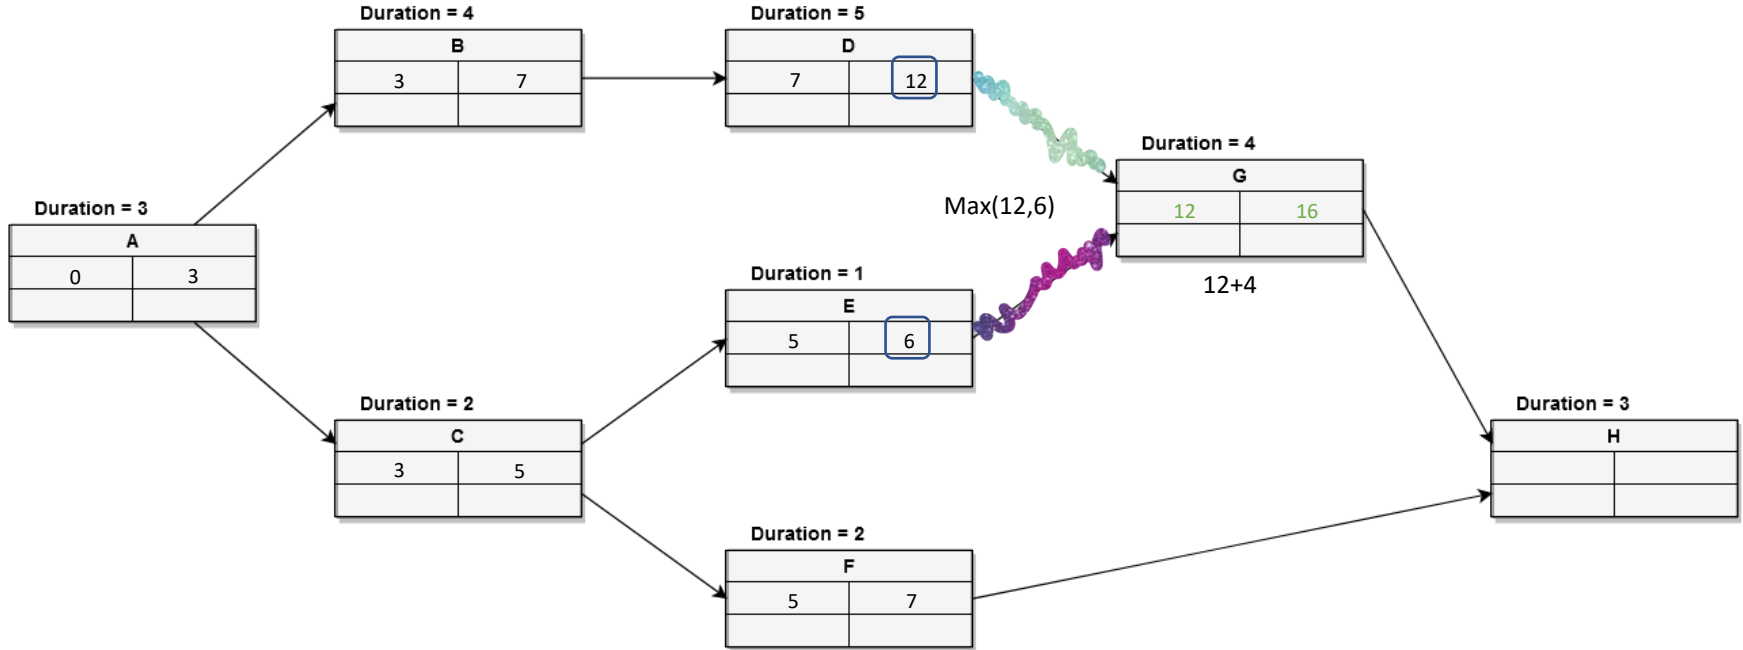 Duration = 4
B
3 7
Duration = 5
D
7 12
Duration = 4
G
12 16
Max(12,6)
12+4
Duration = 3
A
0 3
Duration = 1
E
5 6
Duration = 2
C
3 5
Duration = 3
H
Duration = 2
F
5 7